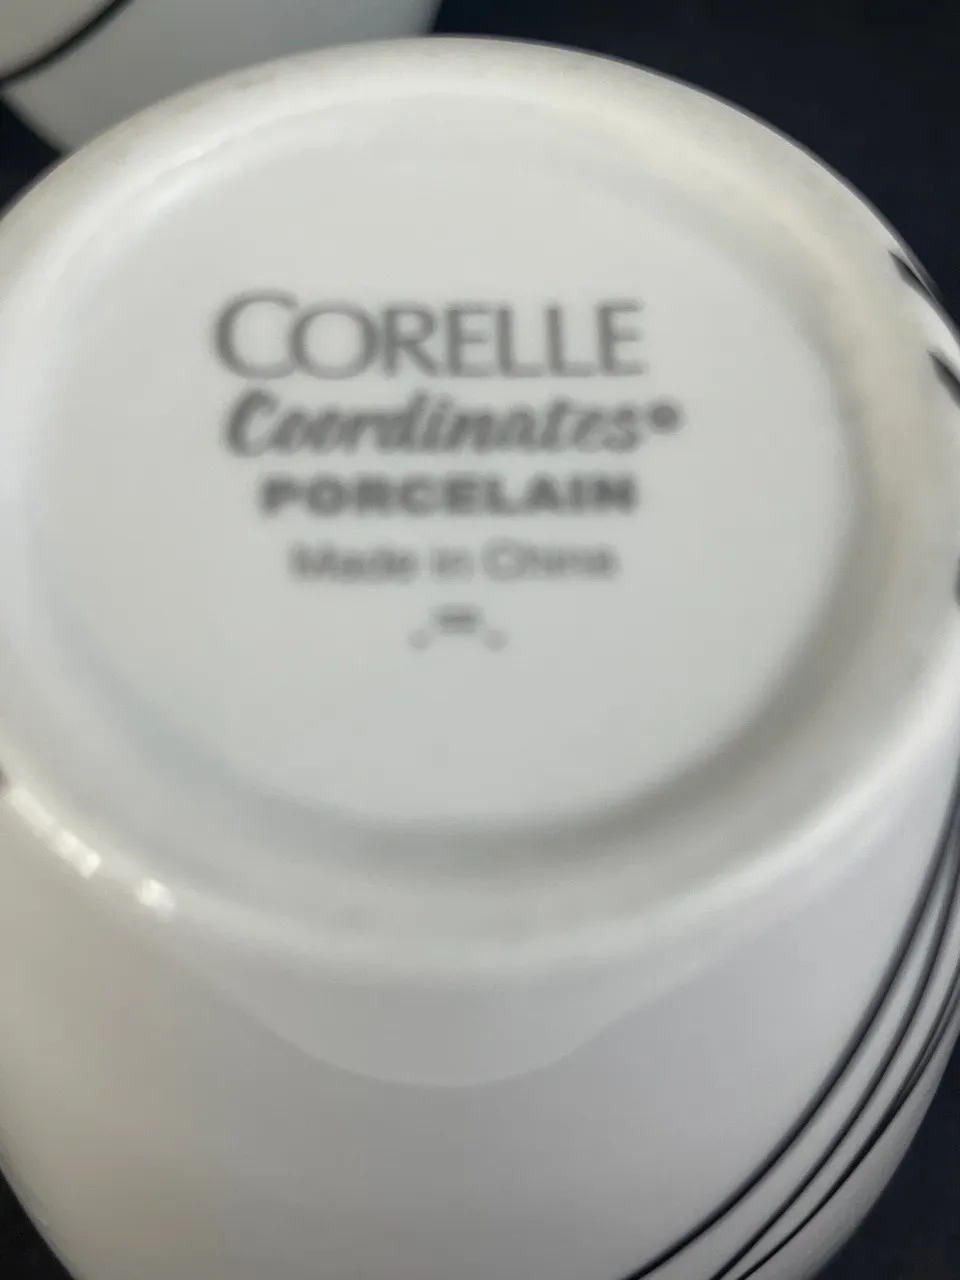 CORELLE
Coordinates®
PORCELAIN
Made in China